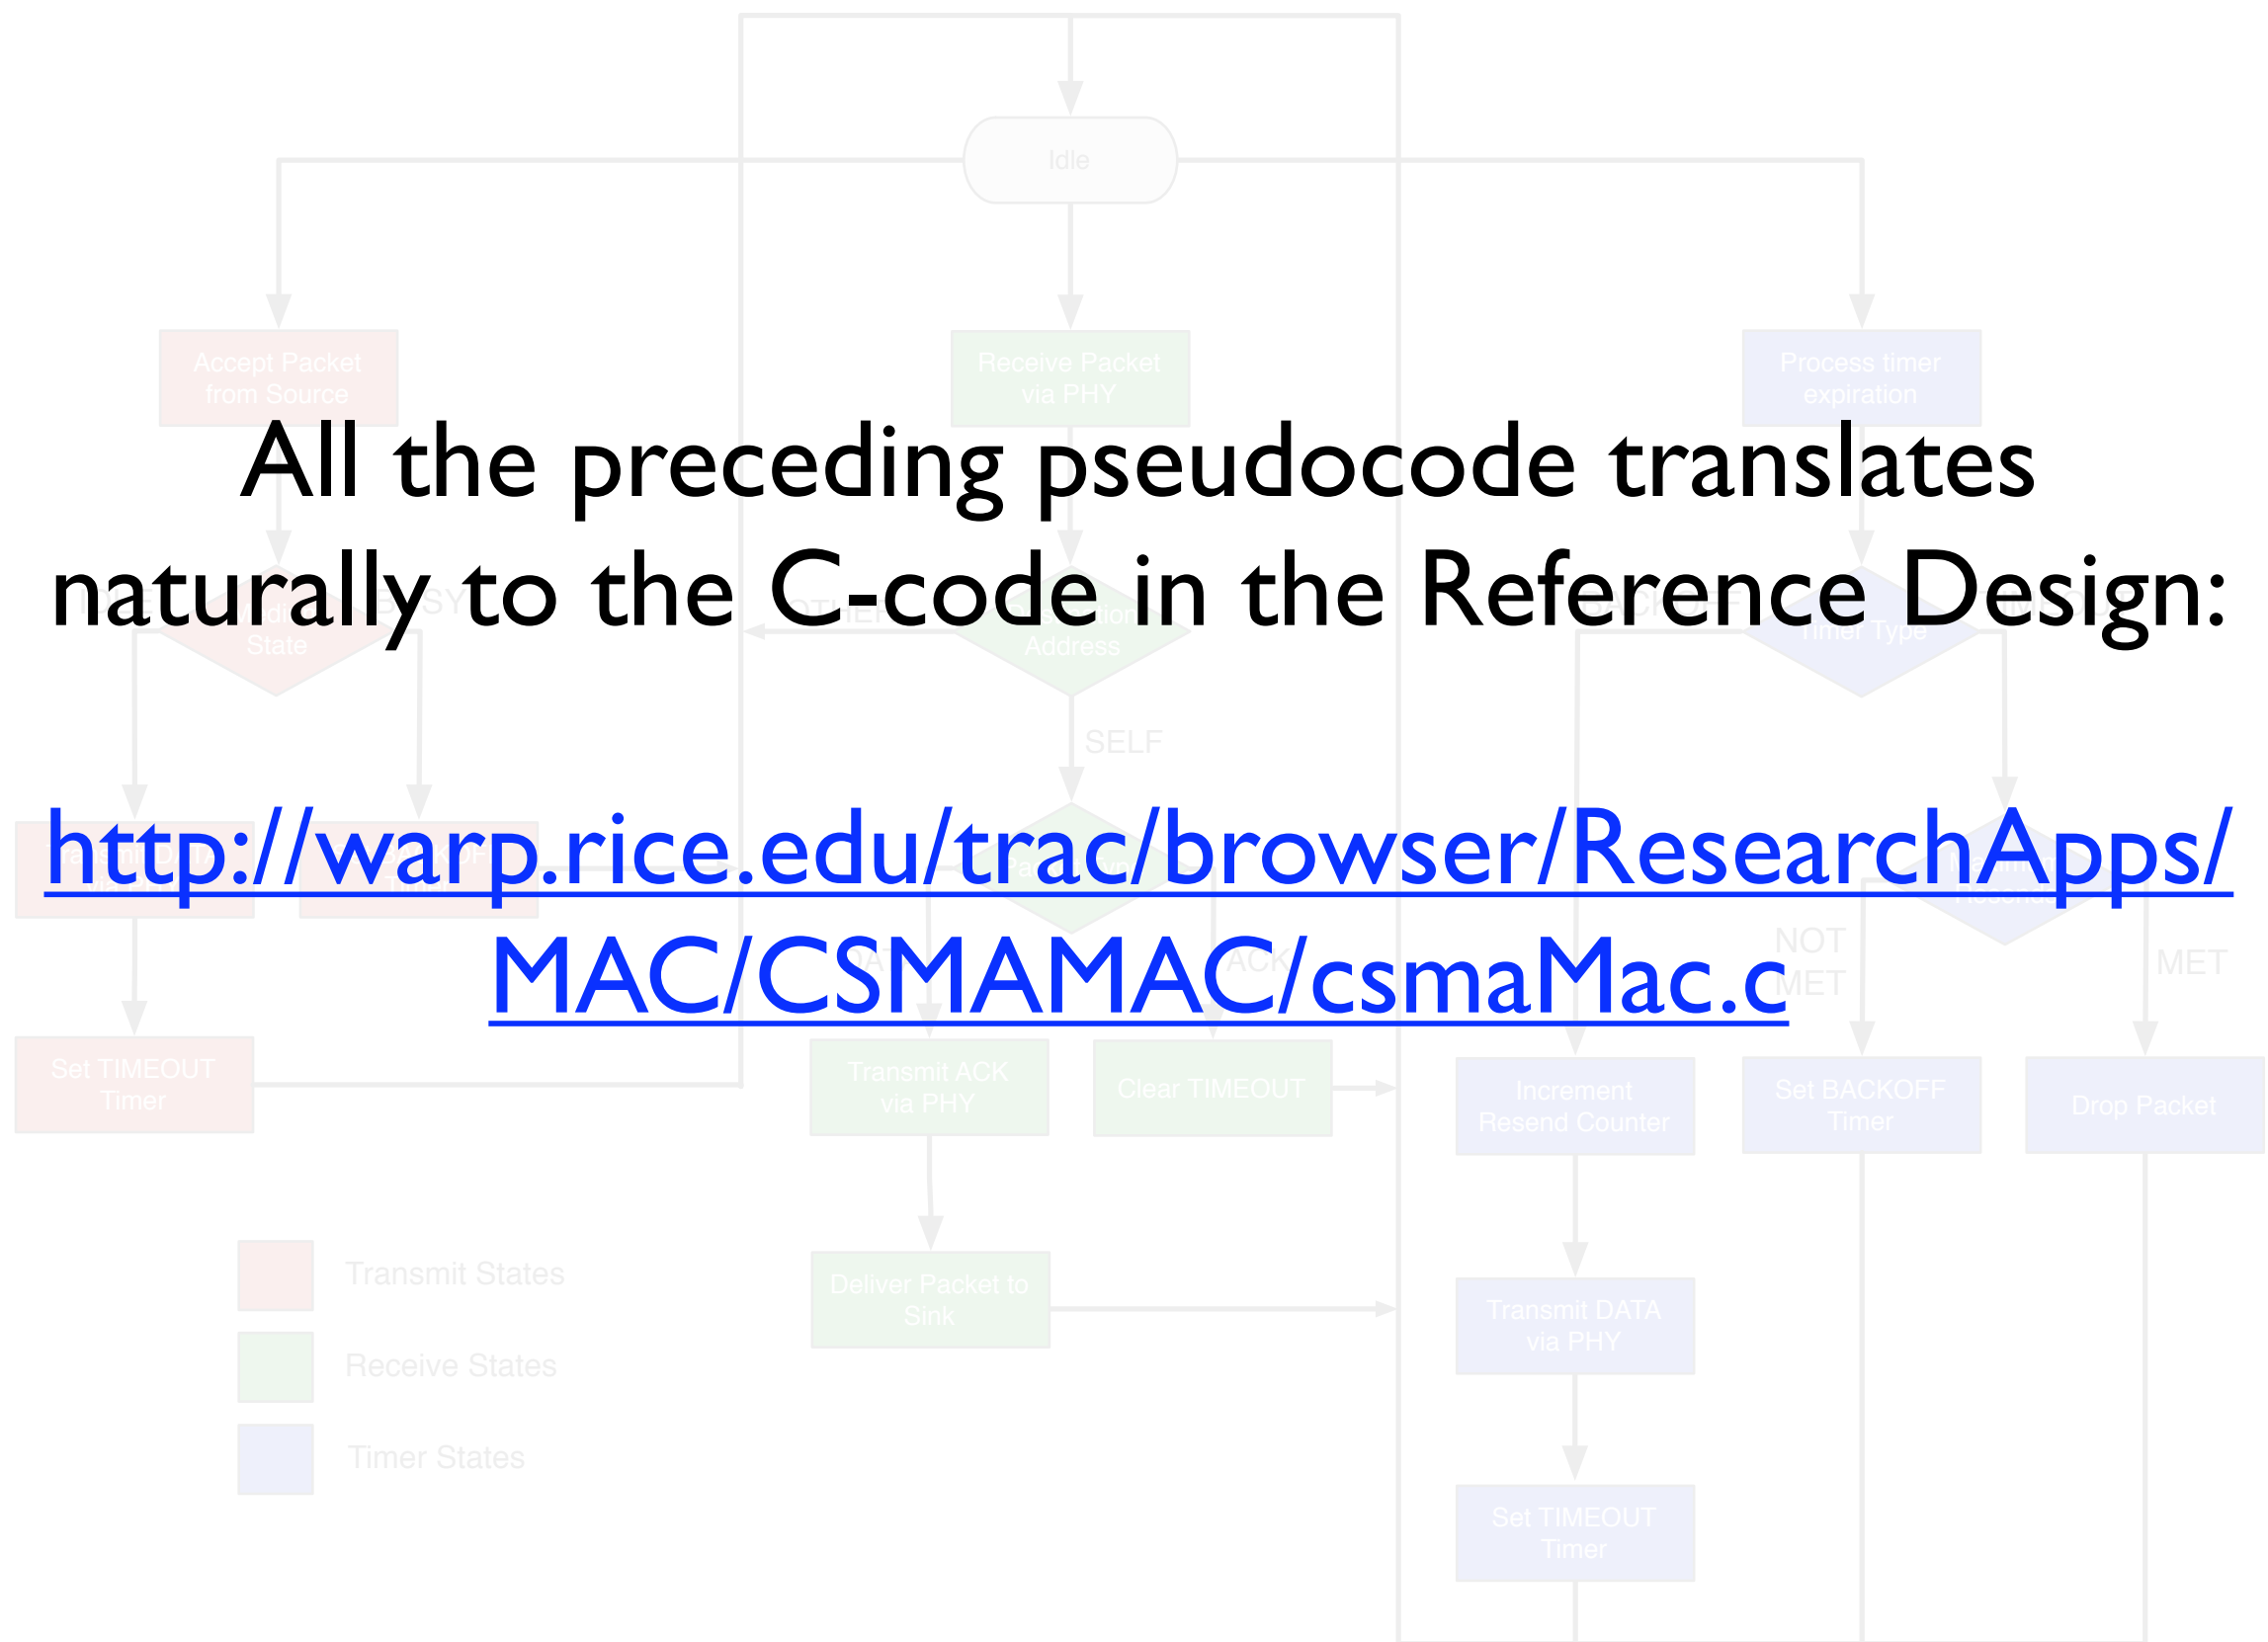 Idle
Accept Packet
from Source
Receive Packet
via PHY
Process timer
expiration
All the preceding pseudocode translates
naturally to the C-code in the Reference Design:
State
Address
Timer Type
SELF
http://warp.rice.edu/trac/browser/ResearchApps/
MAC/CSMAMAC/csmaMac.c
NOT
MET
ACK
MET
Set TIMEOUT
Timer
Transmit ACK
via PHY
Clear TIMEOUT
Increment
Resend Counter
Set BACKOFF
Timer
Drop Packet
Deliver Packet to
Sink
Transmit DATA
via PHY
Set TIMEOUT
Timer
Transmit States
Receive States
Timer States